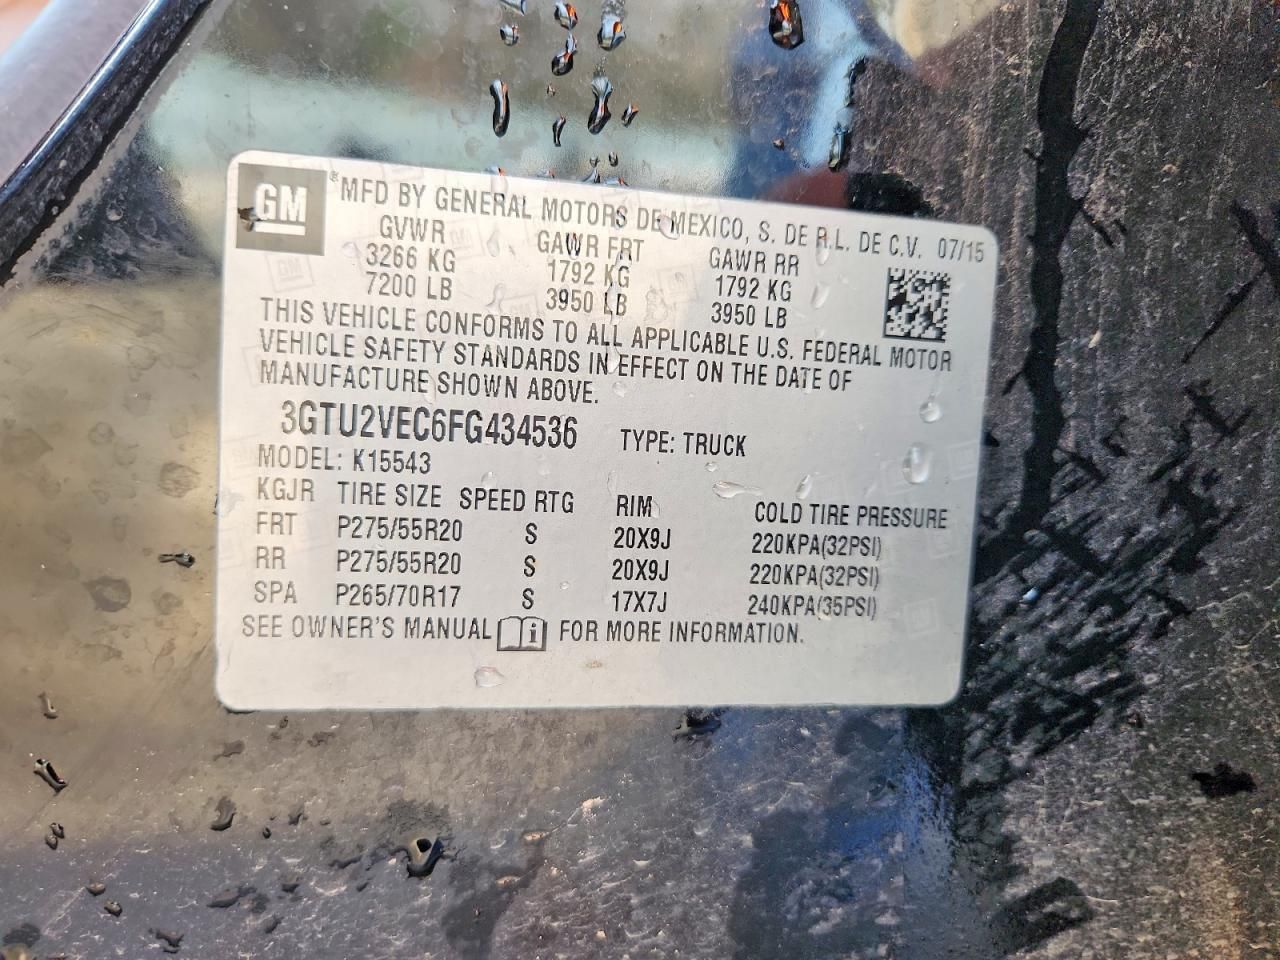 GM
MFD BY GENERAL MOTORS DE MEXICO, S. DE R.L. DE C.V. 07/15
GVWR GAWR FRT GAWR RR
3266 KG 1792 KG 1792 KG
7200 LB 3950 LB 3950 LB
THIS VEHICLE CONFORMS TO ALL APPLICABLE U.S. FEDERAL MOTOR
VEHICLE SAFETY STANDARDS IN EFFECT ON THE DATE OF
MANUFACTURE SHOWN ABOVE.
3GTU2VEC6FG434536 TYPE: TRUCK
MODEL: K15543
KGJR TIRE SIZE SPEED RTG RIM COLD TIRE PRESSURE
FRT P275/55R20 S 20X9J 220KPA(32PSI)
RR P275/55R20 S 20X9J 220KPA(32PSI)
SPA P265/70R17 S 17X7J 240KPA(35PSI)
SEE OWNER'S MANUAL i FOR MORE INFORMATION.